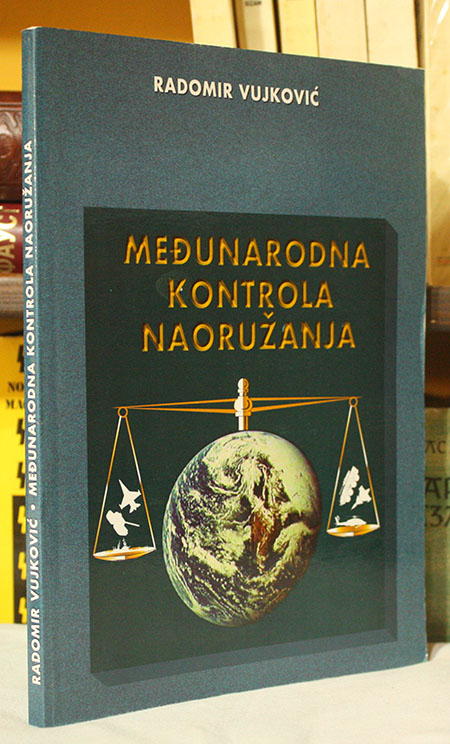 RADOMIR VUJKOVIĆ
MEĐUNARODNA
KONTROLA
NAORUŽANJA
RADOMIR VUJKOVIĆ • MEĐUNARODNA KONTROLA NAORUŽANJA